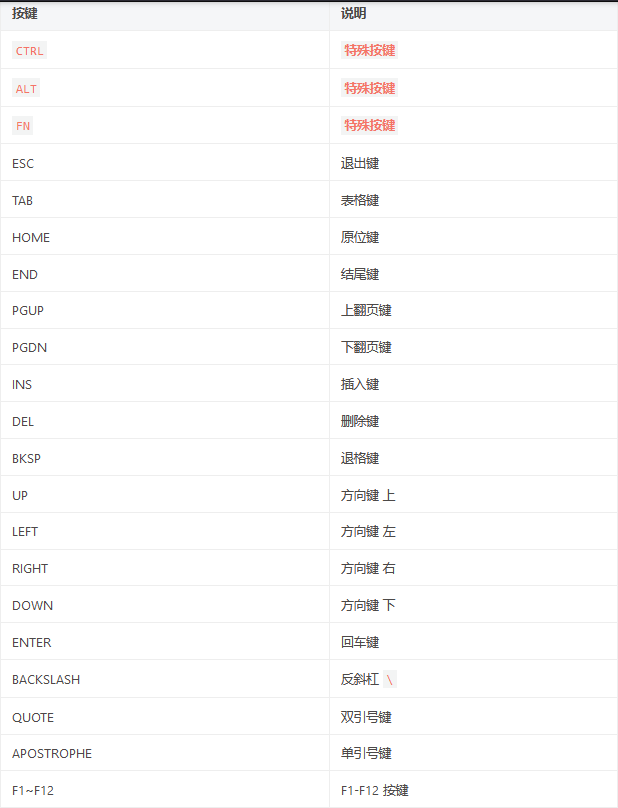 按键 说明
CTRL 特殊按键
ALT 特殊按键
FN 特殊按键
ESC 退出键
TAB 表格键
HOME 原位键
END 结尾键
PGUP 上翻页键
PGDN 下翻页键
INS 插入键
DEL 删除键
BKSP 退格键
UP 方向键 上
LEFT 方向键 左
RIGHT 方向键 右
DOWN 方向键 下
ENTER 回车键
BACKSLASH 反斜杠 \
QUOTE 双引号键
APOSTROPHE 单引号键
F1~F12 F1-F12 按键